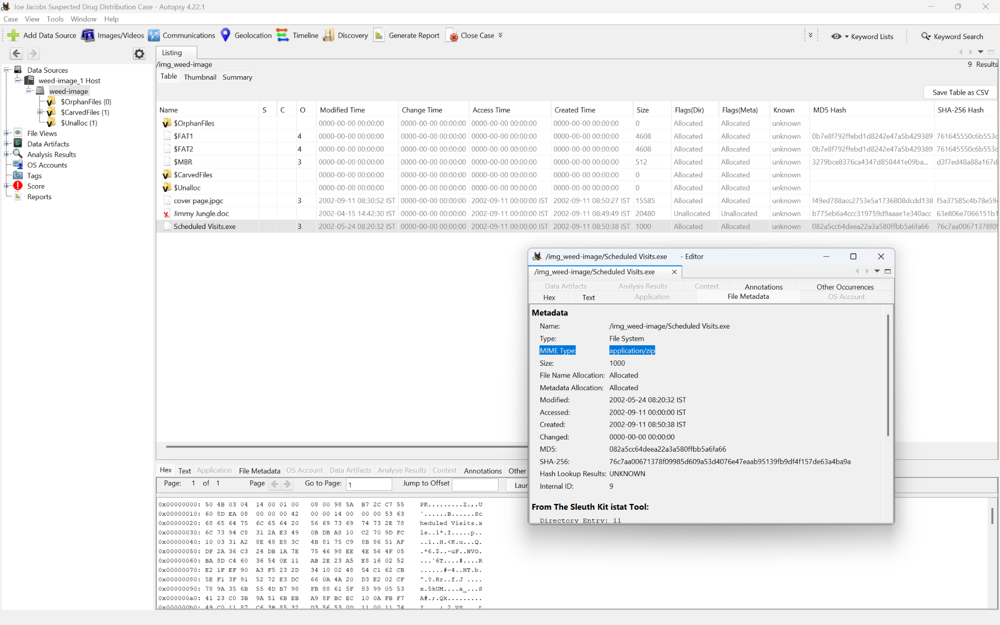 Joe Jacobs Suspected Drug Distribution Case - Autopsy 4.22.1
Case View Tools Window Help
Add Data Source Images/Videos Communications Geolocation Timeline Discovery Generate Report Close Case Keyword Lists Keyword Search
Listing
/img_weed-image 9 Results
Table Thumbnail Summary
Save Table as CSV
Data Sources
weed-image_1 Host
weed-image
$OrphanFiles (0)
$CarvedFiles (1)
$Unalloc (1)
File Views
Data Artifacts
Analysis Results
OS Accounts
Tags
Score
Reports
Name S C O Modified Time Change Time Access Time Created Time Size Flags(Dir) Flags(Meta) Known MD5 Hash SHA-256 Hash
$OrphanFiles 0000-00-00 00:00:00 0000-00-00 00:00:00 0000-00-00 00:00:00 0000-00-00 00:00:00 0 Allocated Allocated unknown
$FAT1 4 0000-00-00 00:00:00 0000-00-00 00:00:00 0000-00-00 00:00:00 0000-00-00 00:00:00 4608 Allocated Allocated unknown 0b7e8f792ffebd1d8242e47a5b429389 761645550c6b553c
$FAT2 4 0000-00-00 00:00:00 0000-00-00 00:00:00 0000-00-00 00:00:00 0000-00-00 00:00:00 4608 Allocated Allocated unknown 0b7e8f792ffebd1d8242e47a5b429389 761645550c6b553c
$MBR 3 0000-00-00 00:00:00 0000-00-00 00:00:00 0000-00-00 00:00:00 0000-00-00 00:00:00 512 Allocated Allocated unknown 3279bce8376ca4347d858441e09ba... d3f7ed48a88a167d
$CarvedFiles 0000-00-00 00:00:00 0000-00-00 00:00:00 0000-00-00 00:00:00 0000-00-00 00:00:00 0 Allocated Allocated unknown
$Unalloc 0000-00-00 00:00:00 0000-00-00 00:00:00 0000-00-00 00:00:00 0000-00-00 00:00:00 0 Allocated Allocated unknown
cover page.jpgc 3 2002-09-11 08:30:52 IST 0000-00-00 00:00:00 2002-09-11 00:00:00 IST 2002-09-11 08:50:27 IST 15585 Allocated Allocated unknown f49ed788acc2753e5a1736808dcdd138 f5a37585c4b78e59
Jimmy Jungle.doc 2002-04-15 14:42:30 IST 0000-00-00 00:00:00 2002-09-11 00:00:00 IST 2002-09-11 08:49:49 IST 20480 Unallocated Unallocated unknown b775eb6a4ccc319759d9aaae1e340acc 63e806e7066151b1
Scheduled Visits.exe 3 2002-05-24 08:20:32 IST 0000-00-00 00:00:00 2002-09-11 00:00:00 IST 2002-09-11 08:50:38 IST 1000 Allocated Allocated unknown 082a5cc64deea22a3a580ffbb5a6fa66 76c7aa00671378f09
/img_weed-image/Scheduled Visits.exe - Editor
/img_weed-image/Scheduled Visits.exe
Data Artifacts Analysis Results Context Annotations Other Occurrences
Hex Text Application File Metadata OS Account
Metadata
Name: /img_weed-image/Scheduled Visits.exe
Type: File System
MIME Type: application/zip
Size: 1000
File Name Allocation: Allocated
Metadata Allocation: Allocated
Modified: 2002-05-24 08:20:32 IST
Accessed: 2002-09-11 00:00:00 IST
Created: 2002-09-11 08:50:38 IST
Changed: 0000-00-00 00:00:00
MD5: 082a5cc64deea22a3a580ffbb5a6fa66
SHA-256: 76c7aa00671378f09985d609a53d4076e47eaab95139fb9df4f157de63a4ba9a
Hash Lookup Results: UNKNOWN
Internal ID: 9
From The Sleuth Kit istat Tool:
Directory Entry: 11
Hex Text Application File Metadata OS Account Data Artifacts Analysis Results Context Annotations Other
Page: 1 of 1 Page Go to Page: 1 Jump to Offset Laun
0x00000000: 50 4B 03 04 14 00 01 00 08 00 98 5A B7 2C C7 55 PK.........Z.,.U
0x00000010: 60 8D EA 08 00 00 00 42 00 00 14 00 00 00 53 63 `......B......Sc
0x00000020: 68 65 64 75 6C 65 64 20 56 69 73 69 74 73 2E 78 heduled Visits.x
0x00000030: 6C 73 94 C8 31 2A E3 49 0B DB A8 10 C2 70 9D FC ls..1*.I.....p..
0x00000040: 10 03 31 A2 8E 48 E8 3C 4B 81 75 C9 8B 86 51 AF ..1..H.<K.u...Q.
0x00000050: DF 2A 36 C3 24 DB 1A 7E 75 46 98 EE 4E 56 4F 05 .*6.$..~uF..NVO.
0x00000060: BA 8D C4 60 36 54 0E 11 AB 2E 23 A5 E8 16 02 52 ...`6T....#....R
0x00000070: E2 1F EF 90 A3 F5 23 2D 34 10 02 48 54 C1 62 CB ......#-4..HT.b.
0x00000080: 5E F1 3F 91 52 72 E3 DC 66 0A 4A 20 D3 E2 02 CF ^.?.Rr..f.J ....
0x00000090: 78 9A 35 6B 55 4D B7 98 FB 88 61 5F 83 99 05 53 x.5kUM....a_...S
0x000000a0: 41 23 C0 3B 9A 51 6B EB A9 8F BC EC 10 0A FB F7 A#.;.Qk.........
0x000000b0: 49 C0 11 87 C6 3B 85 32 D3 56 53 0D 11 00 11 74 I....;.2.VS....t